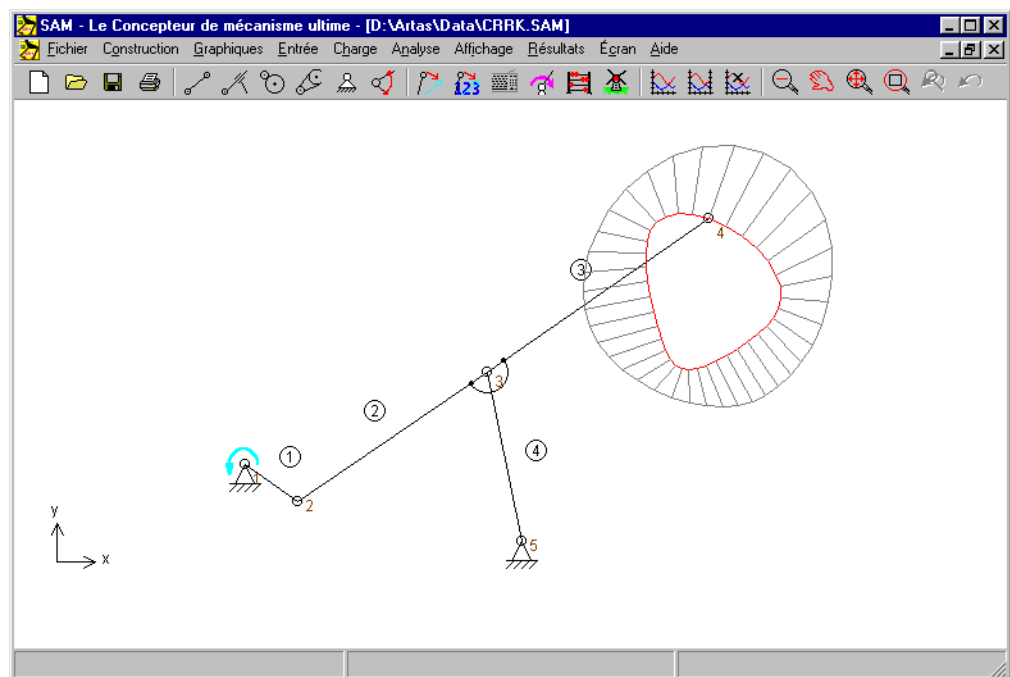 SAM - Le Concepteur de mécanisme ultime - [D:\Artas\Data\CRRK.SAM]
Fichier Construction Graphiques Entrée Charge Analyse Affichage Résultats Écran Aide
123
4
3
3
2
4
1
1
2
5
y
x